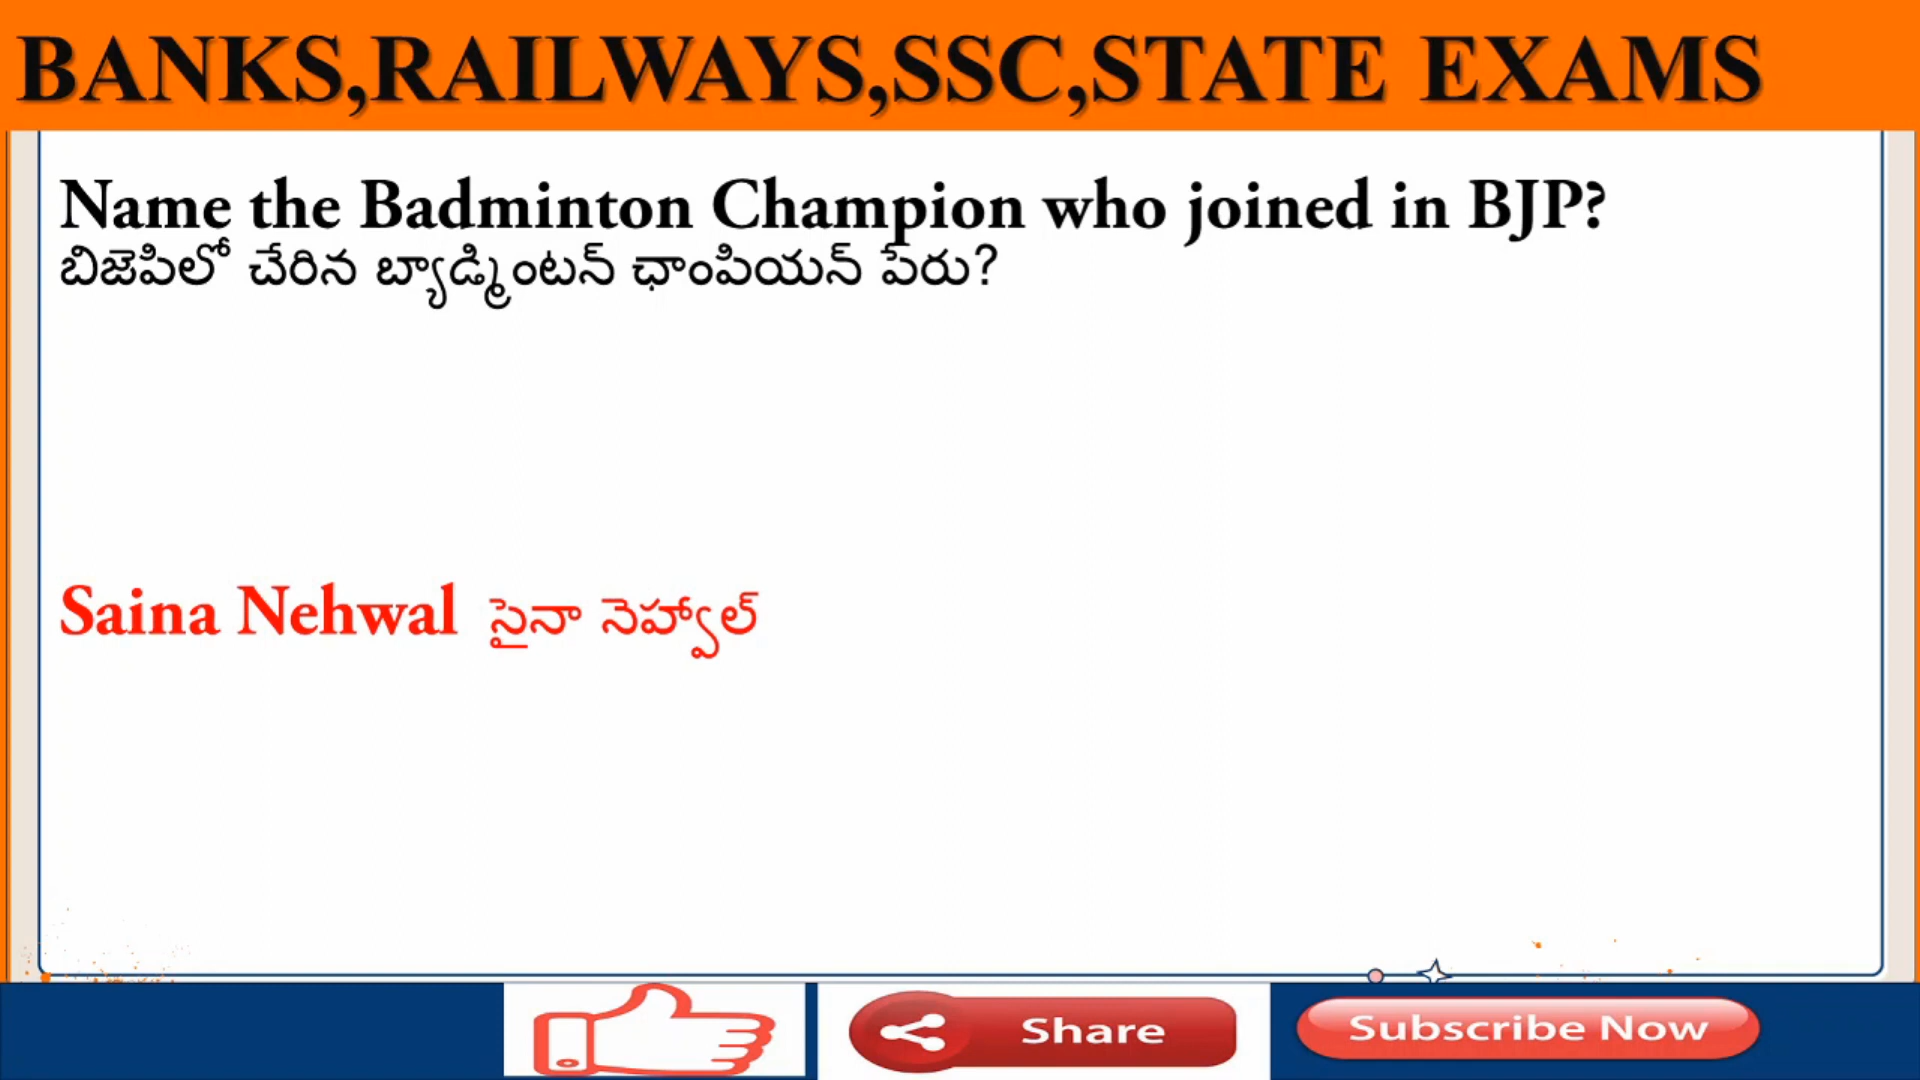 BANKS,RAILWAYS,SSC,STATE EXAMS
Name the Badminton Champion who joined in BJP?
బిజెపిలో చేరిన బ్యాడ్మింటన్ ఛాంపియన్ పేరు?
Saina Nehwal సైనా నెహ్వాల్
Share
Subscribe Now